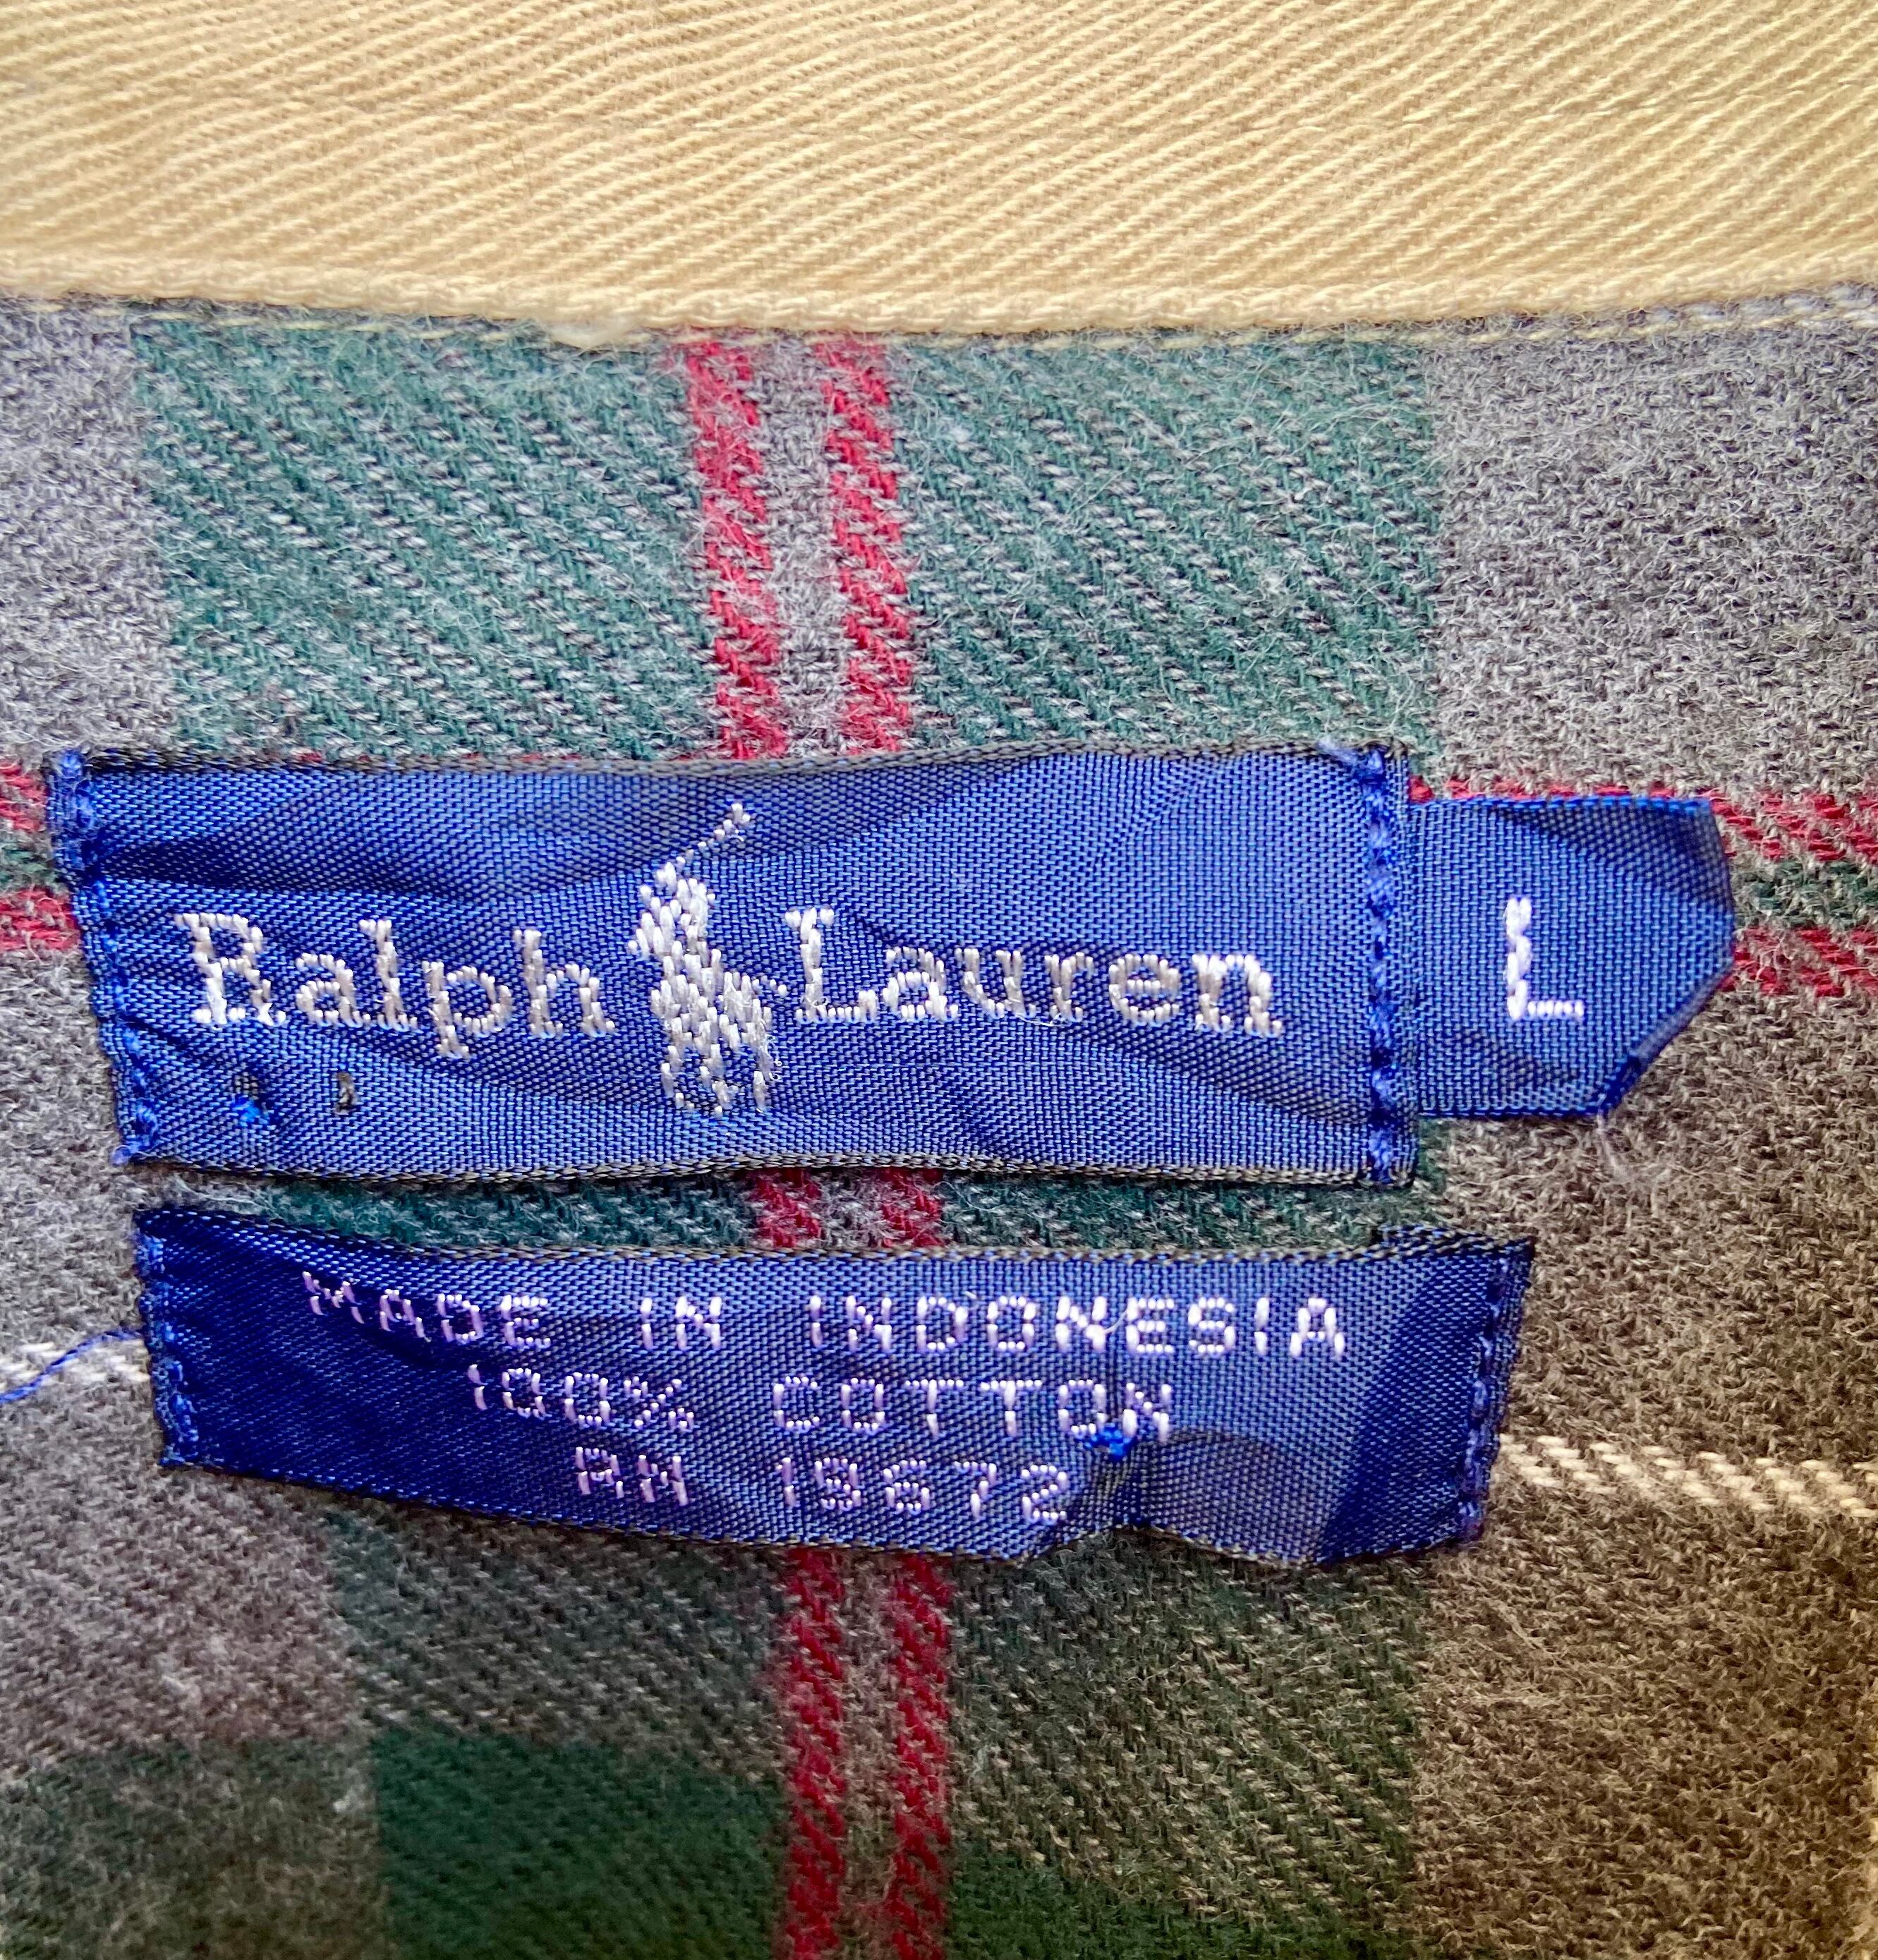 Ralph Lauren L
MADE IN INDONESIA
100% COTTON
RN 19672